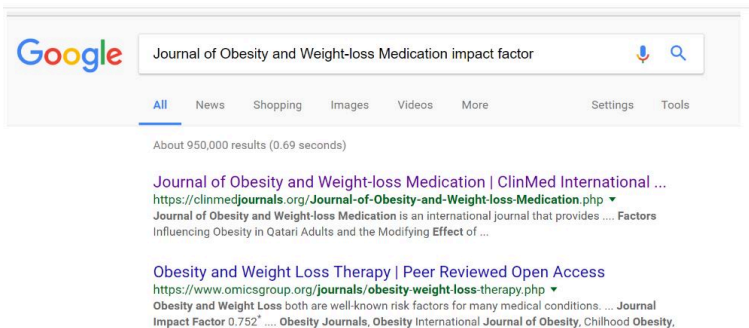 Google
Journal of Obesity and Weight-loss Medication impact factor
All News Shopping Images Videos More Settings Tools
About 950,000 results (0.69 seconds)
Journal of Obesity and Weight-loss Medication | ClinMed International ...
https://clinmedjournals.org/Journal-of-Obesity-and-Weight-loss-Medication.php ▼
Journal of Obesity and Weight-loss Medication is an international journal that provides .... Factors
Influencing Obesity in Qatari Adults and the Modifying Effect of ...
Obesity and Weight Loss Therapy | Peer Reviewed Open Access
https://www.omicsgroup.org/journals/obesity-weight-loss-therapy.php ▼
Obesity and Weight Loss both are well-known risk factors for many medical conditions. ... Journal
Impact Factor 0.752* .... Obesity Journals, Obesity International Journal of Obesity, Chilhood Obesity,